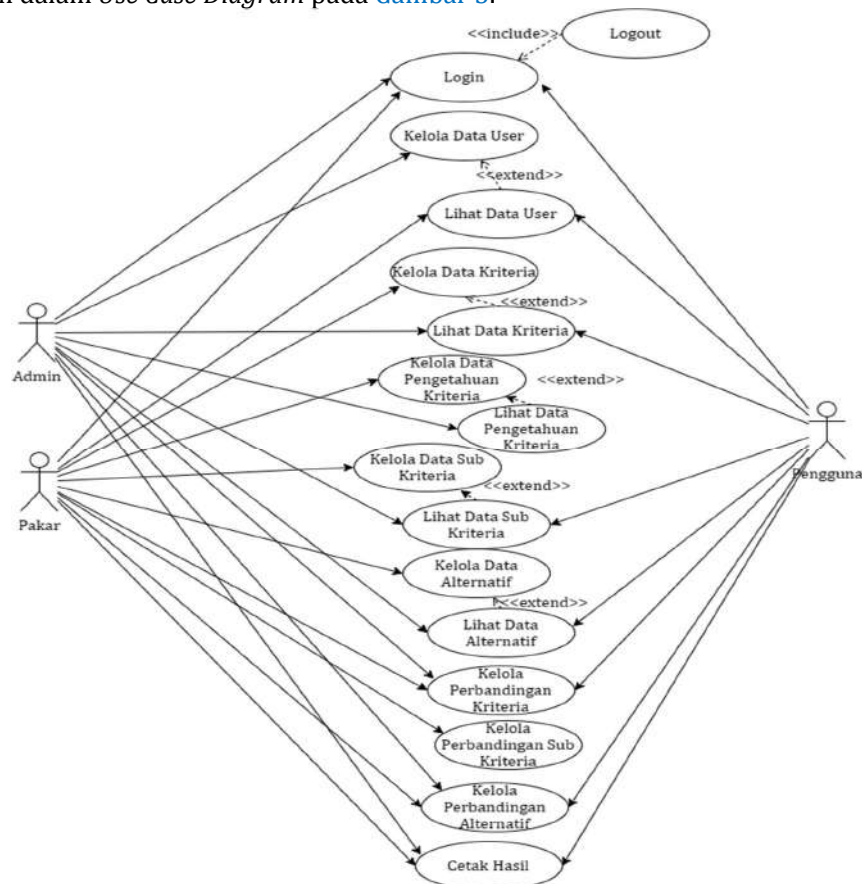 dalam Use Case Diagram pada Gambar 3.
<<include>>
Logout
Login
Kelola Data User
<<extend>>
Lihat Data User
Kelola Data Kriteria
<<extend>>
Lihat Data Kriteria
Kelola Data
Pengetahuan
Kriteria
<<extend>>
Lihat Data
Pengetahuan
Kriteria
Admin
Kelola Data Sub
Kriteria
<<extend>>
Pakar
Pengguna
Lihat Data Sub
Kriteria
Kelola Data
Alternatif
<<extend>>
Lihat Data
Alternatif
Kelola
Perbandingan
Kriteria
Kelola
Perbandingan Sub
Kriteria
Kelola
Perbandingan
Alternatif
Cetak Hasil